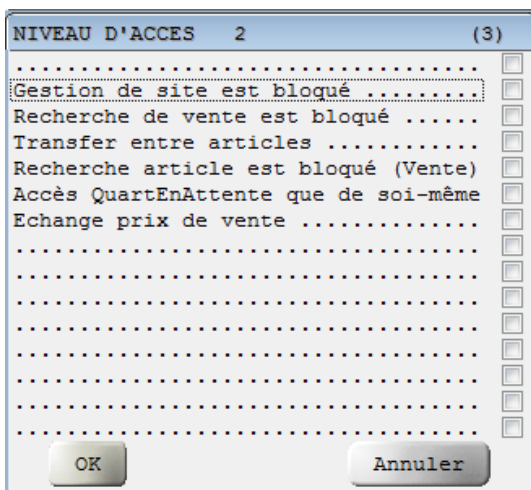 NIVEAU D'ACCES 2 (3)
.....................................
Gestion de site est bloqué .........
Recherche de vente est bloqué ......
Transfer entre articles ............
Recherche article est bloqué (Vente)
Accès QuartEnAttente que de soi-même
Echange prix de vente ..............
.....................................
.....................................
.....................................
.....................................
.....................................
.....................................
.....................................
.....................................
OK Annuler